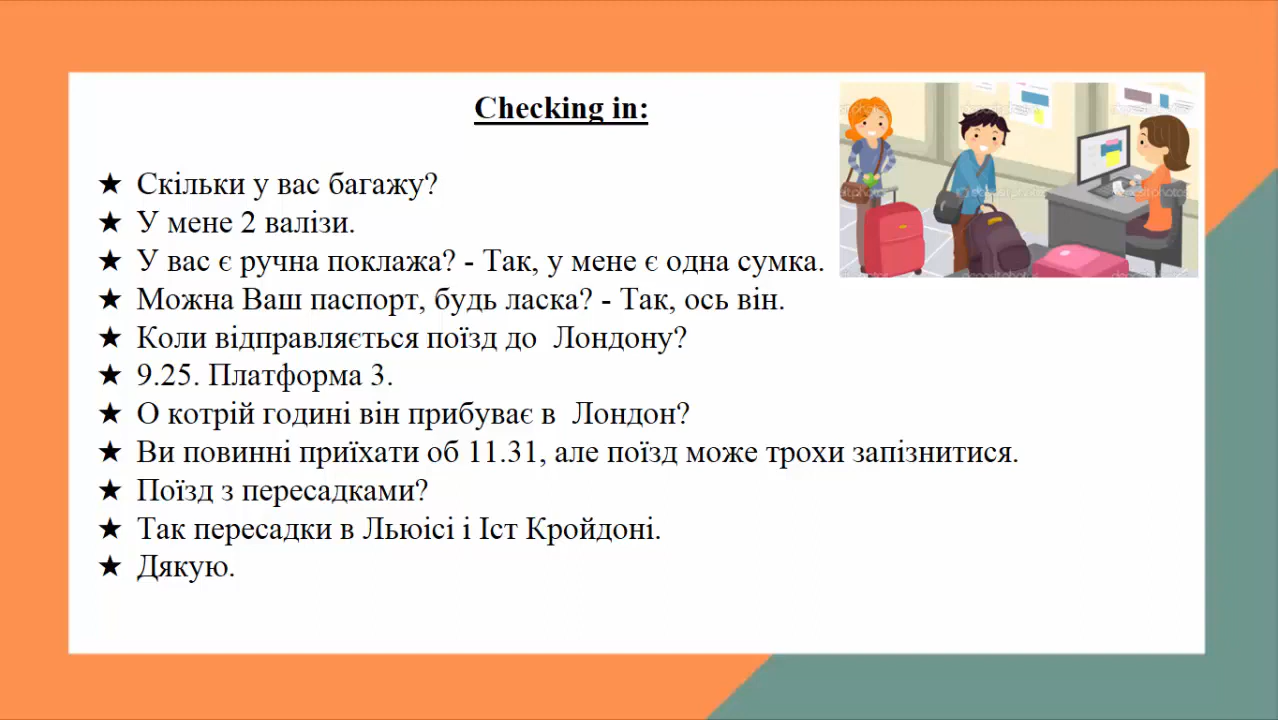 Checking in:
★ Скільки у вас багажу?
★ У мене 2 валізи.
★ У вас є ручна поклажа? - Так, у мене є одна сумка.
★ Можна Ваш паспорт, будь ласка? - Так, ось він.
★ Коли відправляється поїзд до Лондону?
★ 9.25. Платформа 3.
★ О котрій годині він прибуває в Лондон?
★ Ви повинні приїхати об 11.31, але поїзд може трохи запізнитися.
★ Поїзд з пересадками?
★ Так пересадки в Льюісі і Іст Кройдоні.
★ Дякую.